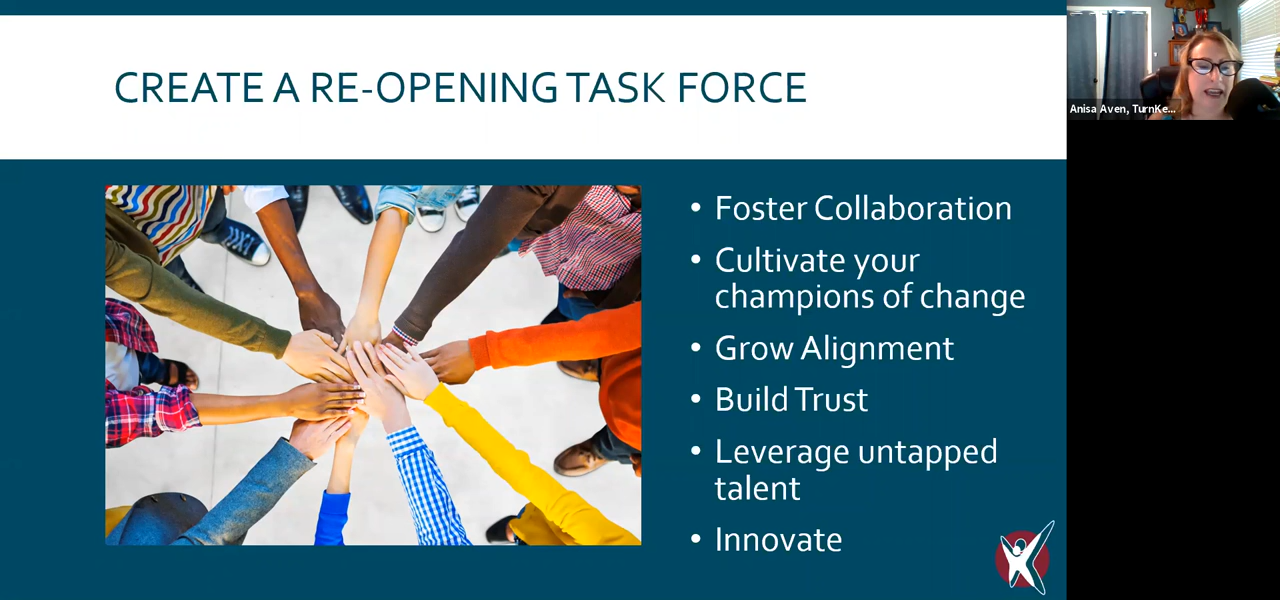 CREATE A RE-OPENING TASK FORCE
Anisa Aven, TurnKe...
• Foster Collaboration
• Cultivate your
champions of change
• Grow Alignment
• Build Trust
• Leverage untapped
talent
• Innovate